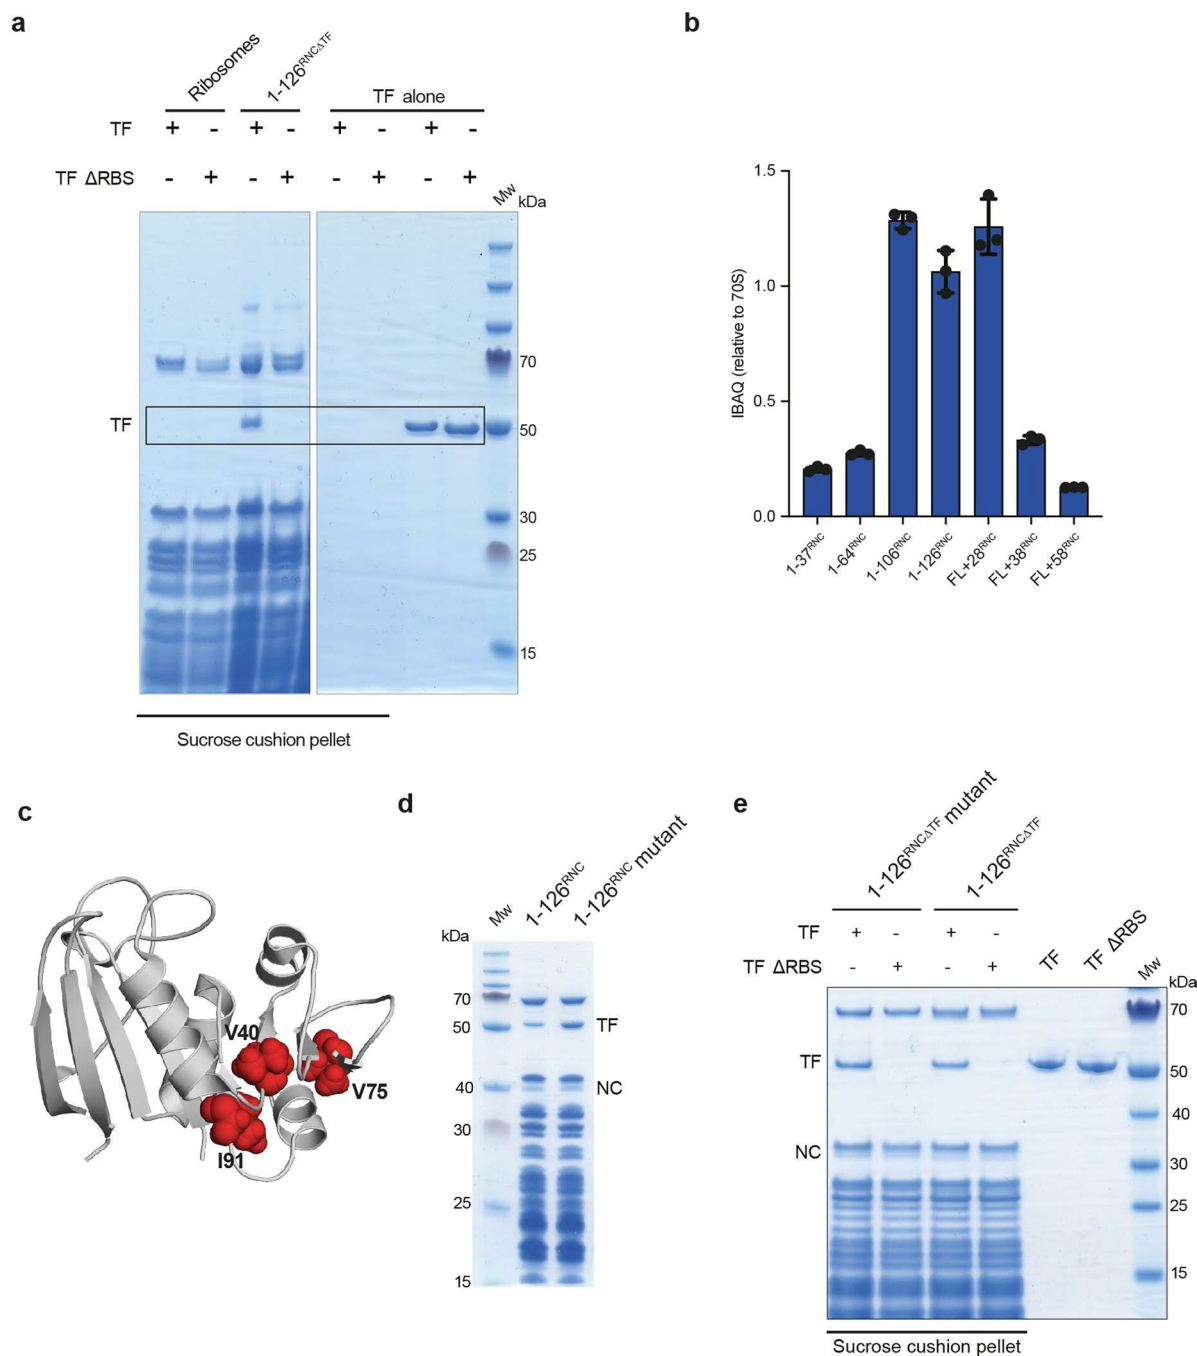 a
Ribosomes
1-126RNCΔTF
TF alone
TF + - + - + - + -
TF ΔRBS - + - + - + - +
Mw
kDa
70
TF
50
30
25
15
Sucrose cushion pellet
b
IBAQ (relative to 70S)
1.5
1.0
0.5
0.0
1-37RNC
1-64RNC
1-106RNC
1-126RNC
FL+28RNC
FL+38RNC
FL+58RNC
c
V40
V75
I91
d
Mw
1-126RNC
1-126RNC mutant
kDa
70
50
TF
40
NC
30
25
15
e
1-126RNCΔTF mutant
1-126RNCΔTF
TF + - + -
TF ΔRBS - + - +
TF
TF ΔRBS
Mw
kDa
70
TF
50
40
NC
30
25
15
Sucrose cushion pellet